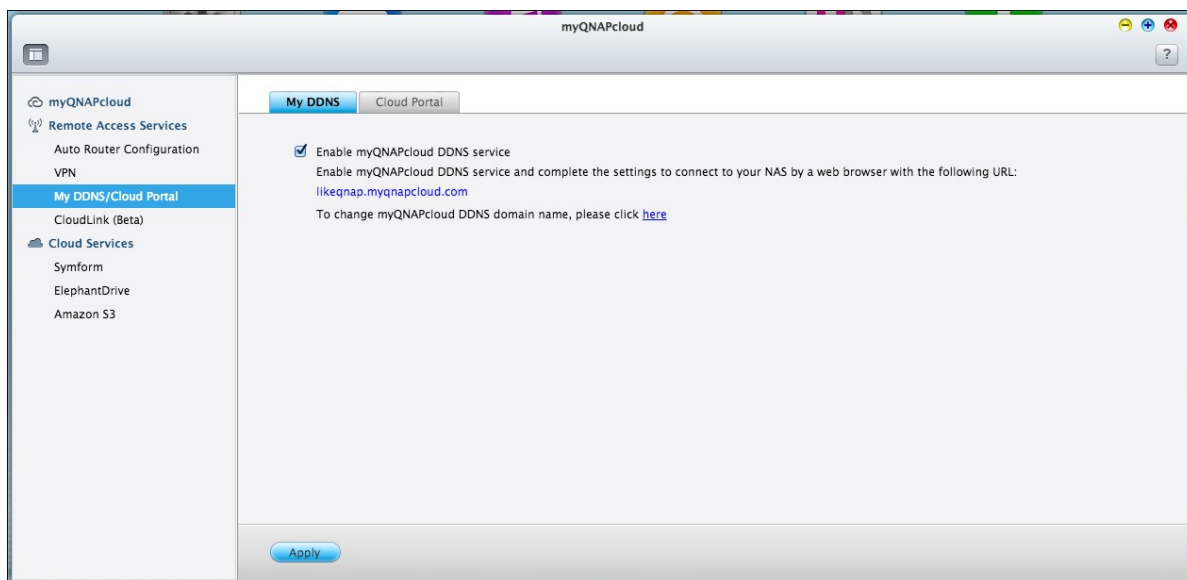 myQNAPcloud
?
myQNAPcloud
Remote Access Services
Auto Router Configuration
VPN
My DDNS/Cloud Portal
CloudLink (Beta)
Cloud Services
Symform
ElephantDrive
Amazon S3
My DDNS
Cloud Portal
Enable myQNAPcloud DDNS service
Enable myQNAPcloud DDNS service and complete the settings to connect to your NAS by a web browser with the following URL:
likeqnap.myqnapcloud.com
To change myQNAPcloud DDNS domain name, please click here
Apply